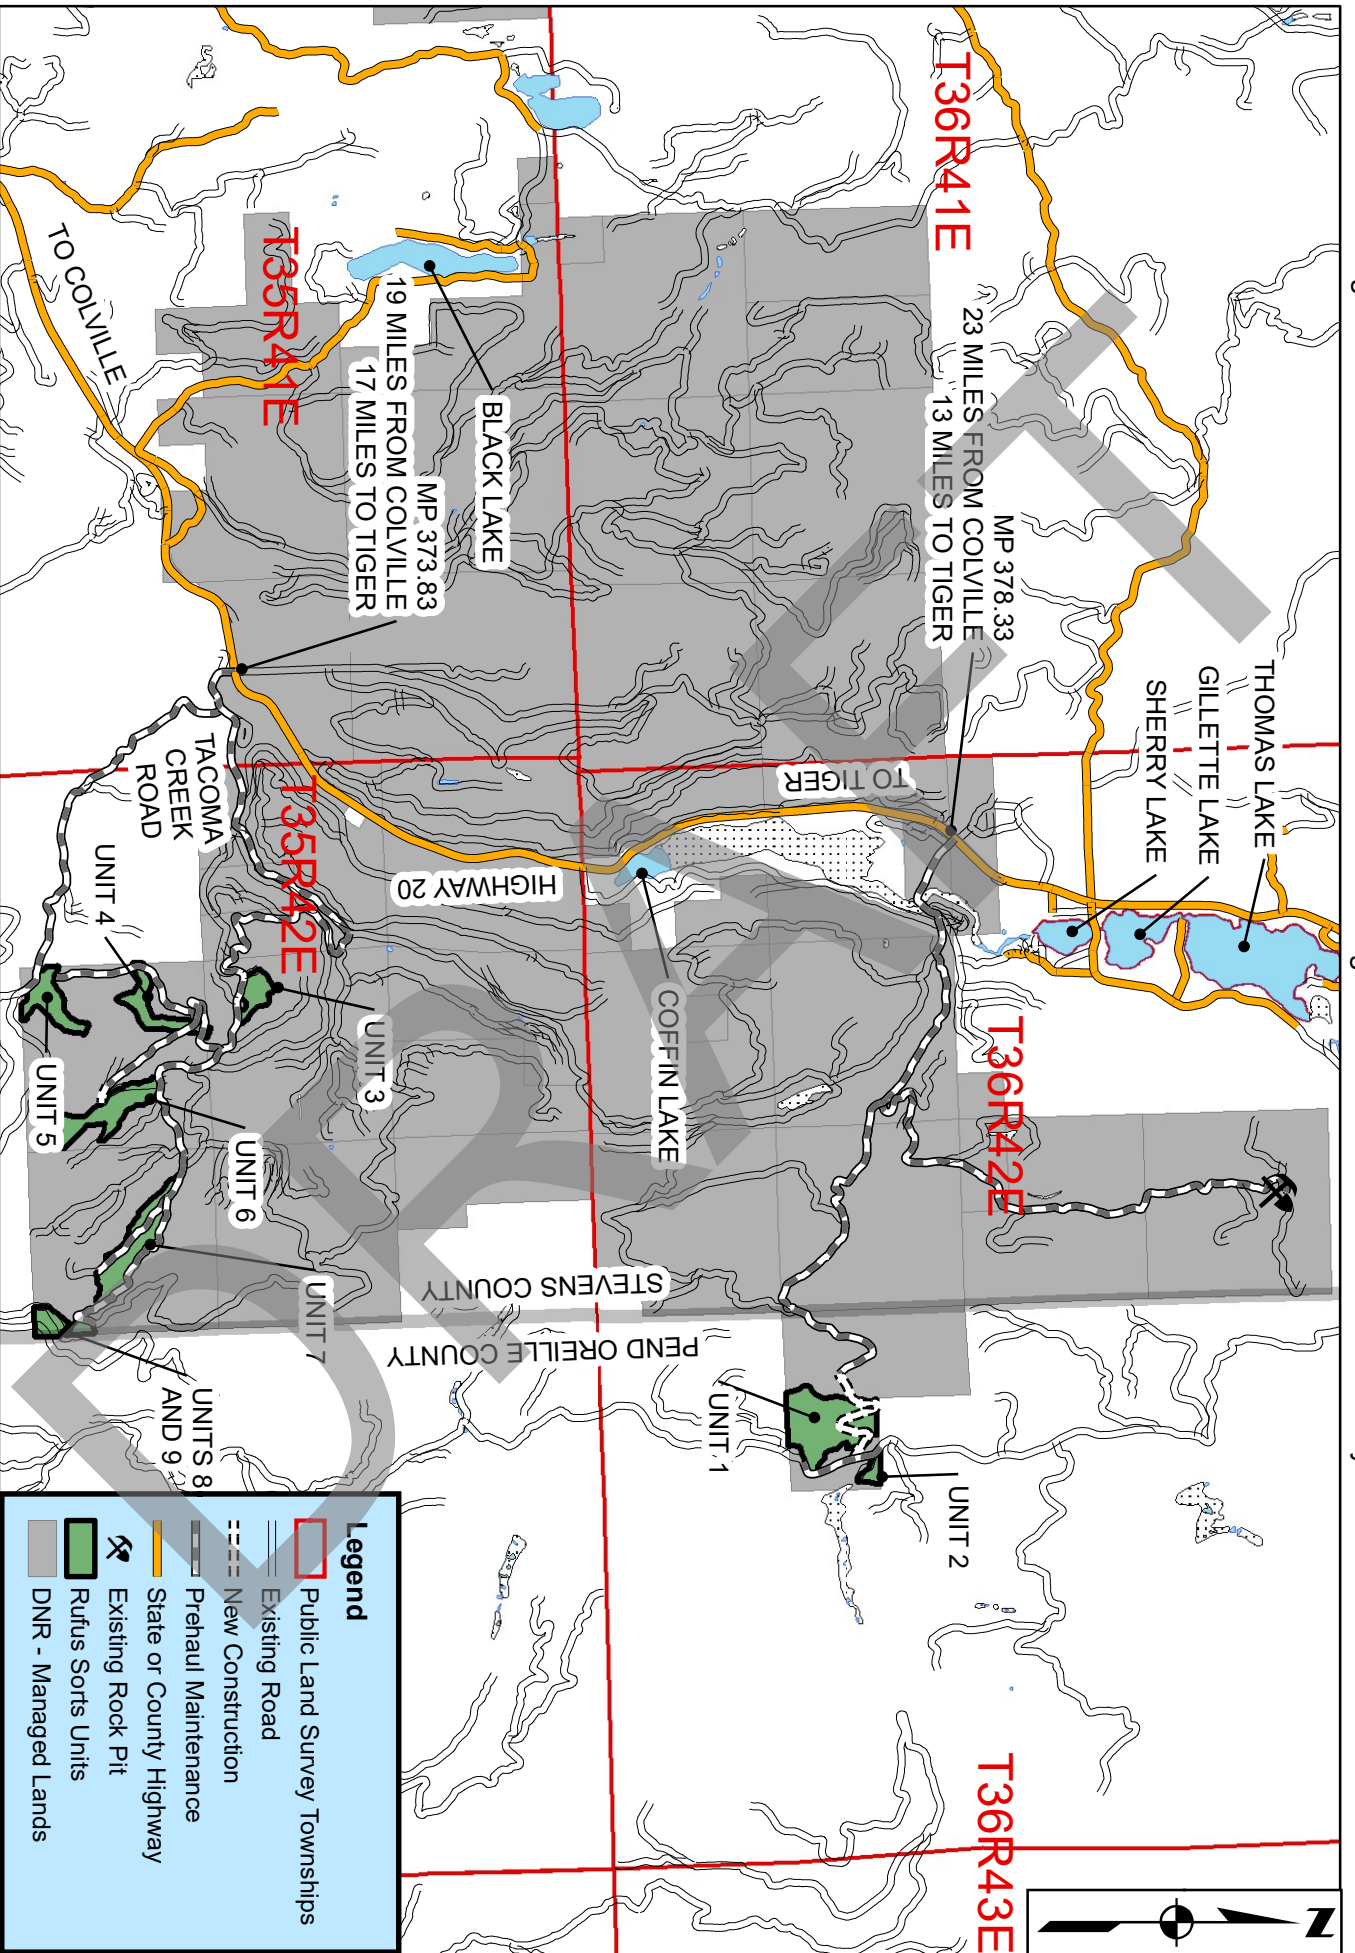 T36R41E
T35R41E
TO COLVILLE
BLACK LAKE
MP 373.83
19 MILES FROM COLVILLE
17 MILES TO TIGER
MP 378.33
23 MILES FROM COLVILLE
13 MILES TO TIGER
THOMAS LAKE
GILLETTE LAKE
SHERRY LAKE
TO TIGER
TACOMA
CREEK
ROAD
T35R42E
HIGHWAY 20
COFFIN LAKE
T36R42E
UNIT 4
UNIT 3
UNIT 5
UNIT 6
UNIT 7
UNITS 8
AND 9
STEVENS COUNTY
PEND OREILLE COUNTY
UNIT 1
UNIT 2
T36R43E
N
DRAFT
Legend
Public Land Survey Townships
Existing Road
New Construction
Prehaul Maintenance
State or County Highway
Existing Rock Pit
Rufus Sorts Units
DNR - Managed Lands